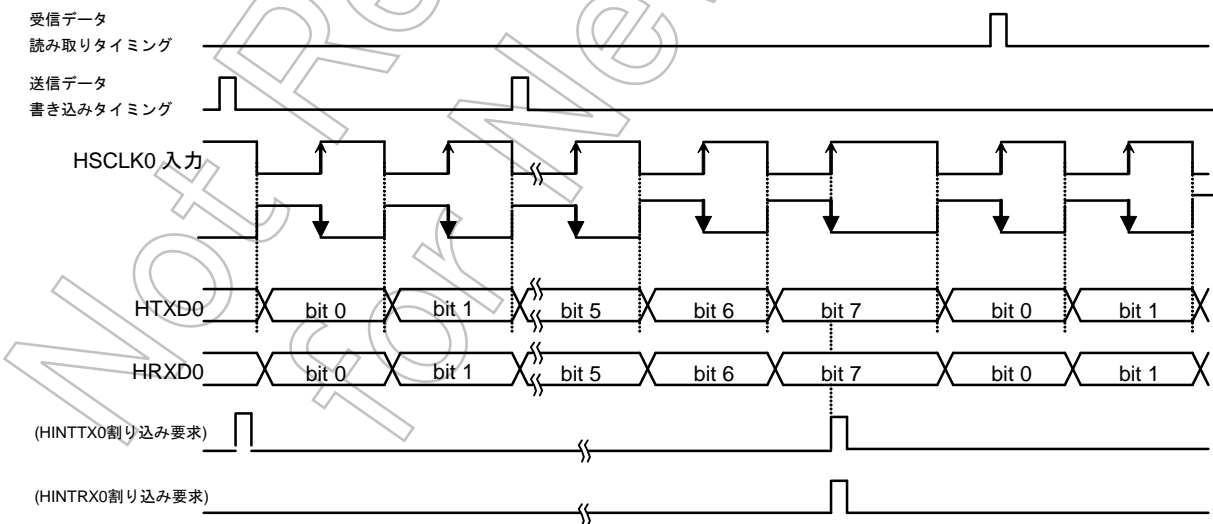 受信データ
読み取りタイミング
送信データ
書き込みタイミング
HSCLK0 入力
HTXD0 bit 0 bit 1 bit 5 bit 6 bit 7 bit 0 bit 1
HRXD0 bit 0 bit 1 bit 5 bit 6 bit 7 bit 0 bit 1
(HINTTX0割り込み要求)
(HINTRX0割り込み要求)
Not Re
for Ne